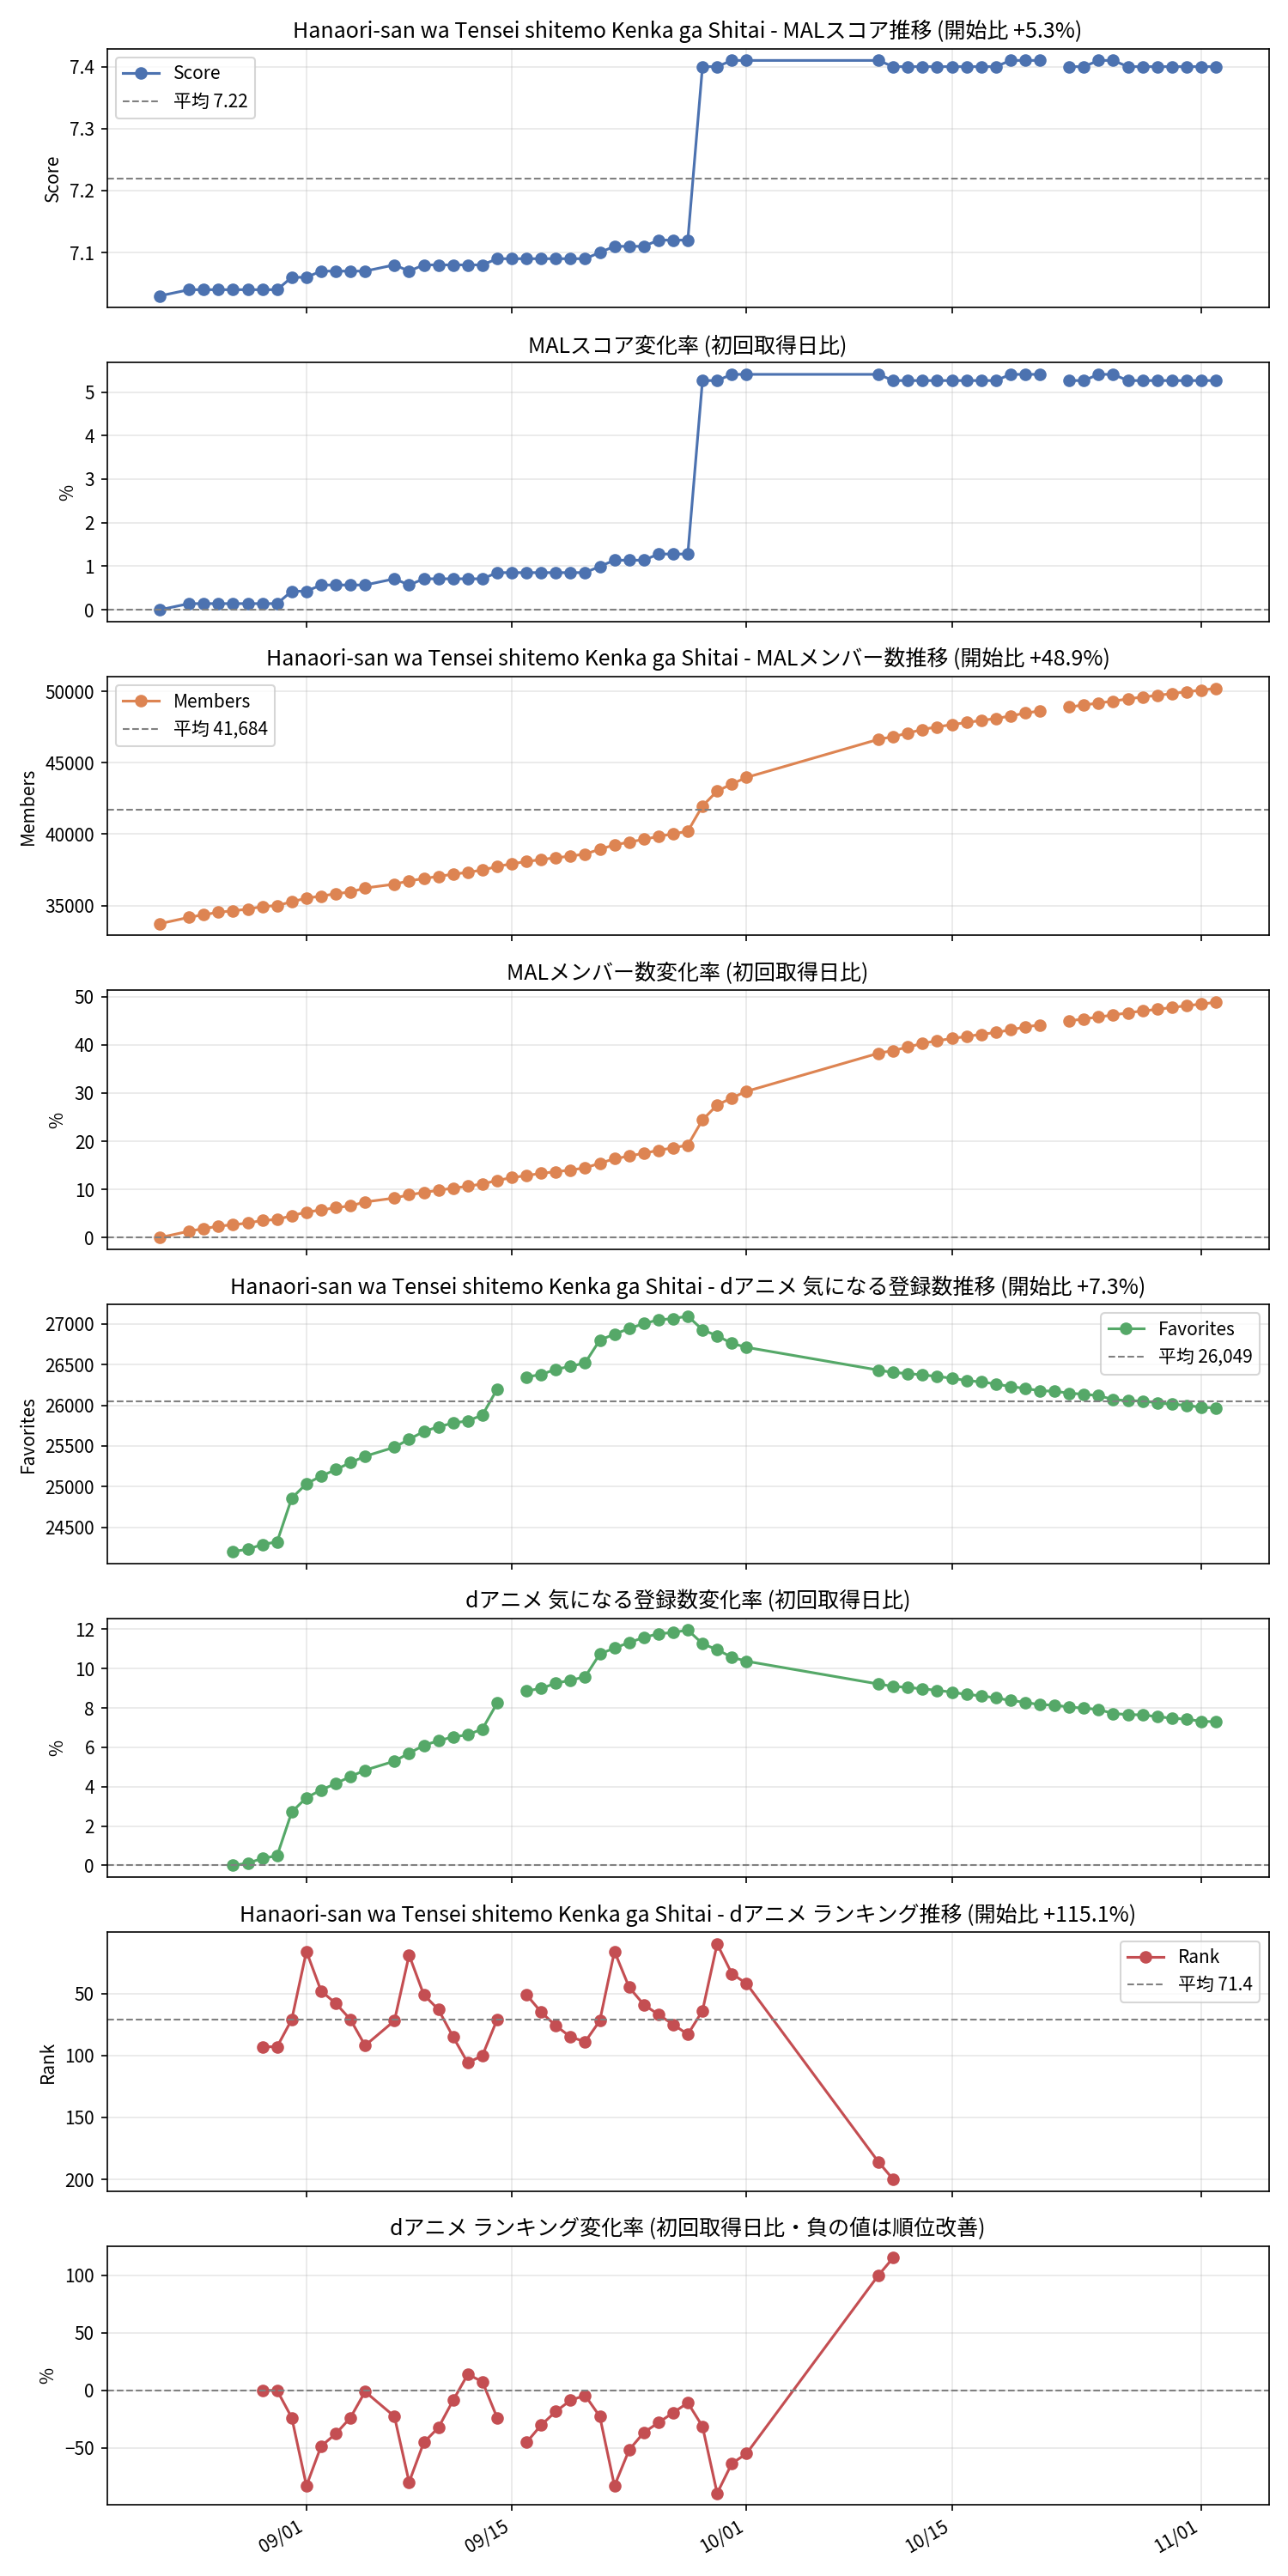 Hanaori-san wa Tensei shitemo Kenka ga Shitai - MALスコア推移 (開始比 +5.3%)
Score
平均 7.22
Score
7.4
7.3
7.2
7.1
MALスコア変化率 (初回取得日比)
%
5
4
3
2
1
0
Hanaori-san wa Tensei shitemo Kenka ga Shitai - MALメンバー数推移 (開始比 +48.9%)
Members
平均 41,684
Members
50000
45000
40000
35000
MALメンバー数変化率 (初回取得日比)
%
50
40
30
20
10
0
Hanaori-san wa Tensei shitemo Kenka ga Shitai - dアニメ 気になる登録数推移 (開始比 +7.3%)
Favorites
平均 26,049
Favorites
27000
26500
26000
25500
25000
24500
dアニメ 気になる登録数変化率 (初回取得日比)
%
12
10
8
6
4
2
0
Hanaori-san wa Tensei shitemo Kenka ga Shitai - dアニメ ランキング推移 (開始比 +115.1%)
Rank
平均 71.4
Rank
50
100
150
200
dアニメ ランキング変化率 (初回取得日比・負の値は順位改善)
%
100
50
0
−50
09/01
09/15
10/01
10/15
11/01